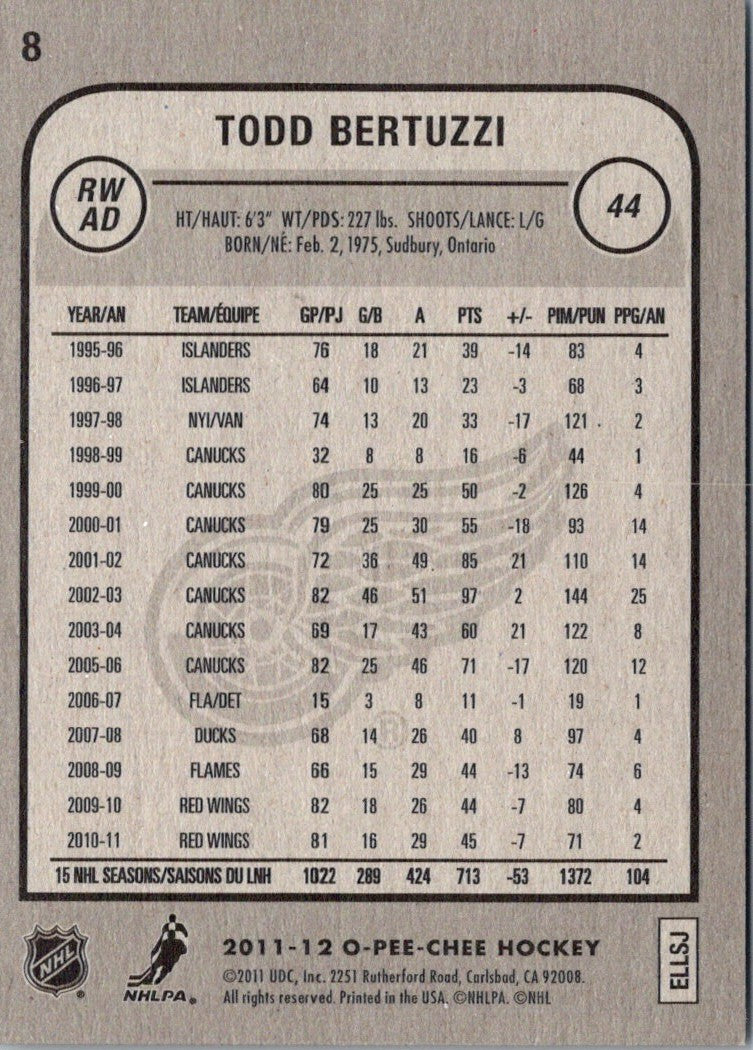 8
TODD BERTUZZI
RW
AD
44
HT/HAUT: 6'3" WT/PDS: 227 lbs. SHOOTS/LANCE: L/G
BORN/NÉ: Feb. 2, 1975, Sudbury, Ontario
YEAR/AN TEAM/ÉQUIPE GP/PJ G/B A PTS +/- PIM/PUN PPG/AN
1995-96 ISLANDERS 76 18 21 39 -14 83 4
1996-97 ISLANDERS 64 10 13 23 -3 68 3
1997-98 NYI/VAN 74 13 20 33 -17 121 2
1998-99 CANUCKS 32 8 8 16 -6 44 1
1999-00 CANUCKS 80 25 25 50 -2 126 4
2000-01 CANUCKS 79 25 30 55 -18 93 14
2001-02 CANUCKS 72 36 49 85 21 110 14
2002-03 CANUCKS 82 46 51 97 2 144 25
2003-04 CANUCKS 69 17 43 60 21 122 8
2005-06 CANUCKS 82 25 46 71 -17 120 12
2006-07 FLA/DET 15 3 8 11 -1 19 1
2007-08 DUCKS 68 14 26 40 8 97 4
2008-09 FLAMES 66 15 29 44 -13 74 6
2009-10 RED WINGS 82 18 26 44 -7 80 4
2010-11 RED WINGS 81 16 29 45 -7 71 2
15 NHL SEASONS/SAISONS DU LNH 1022 289 424 713 -53 1372 104
®
NHL ®
NHLPA®
2011-12 O-PEE-CHEE HOCKEY
©2011 UDC, Inc. 2251 Rutherford Road, Carlsbad, CA 92008.
All rights reserved. Printed in the USA. ©NHLPA. ©NHL
ELLSJ